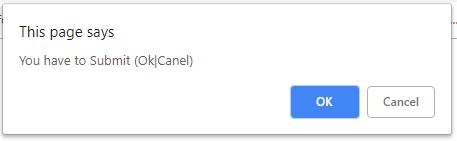 This page says
You have to Submit (Ok|Canel)
OK Cancel